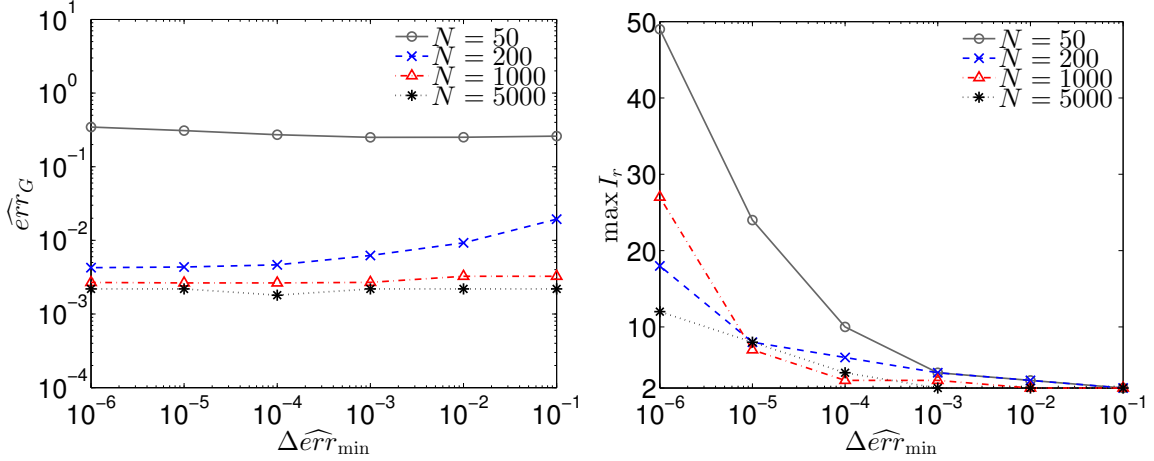 10^1
10^0
10^-1
10^-2
10^-3
10^-4
\widehat{err}_G
N = 50
N = 200
N = 1000
N = 5000
10^-6 10^-5 10^-4 10^-3 10^-2 10^-1
Δ\widehat{err}_min
50
40
30
20
10
2
max I_r
N = 50
N = 200
N = 1000
N = 5000
10^-6 10^-5 10^-4 10^-3 10^-2 10^-1
Δ\widehat{err}_min